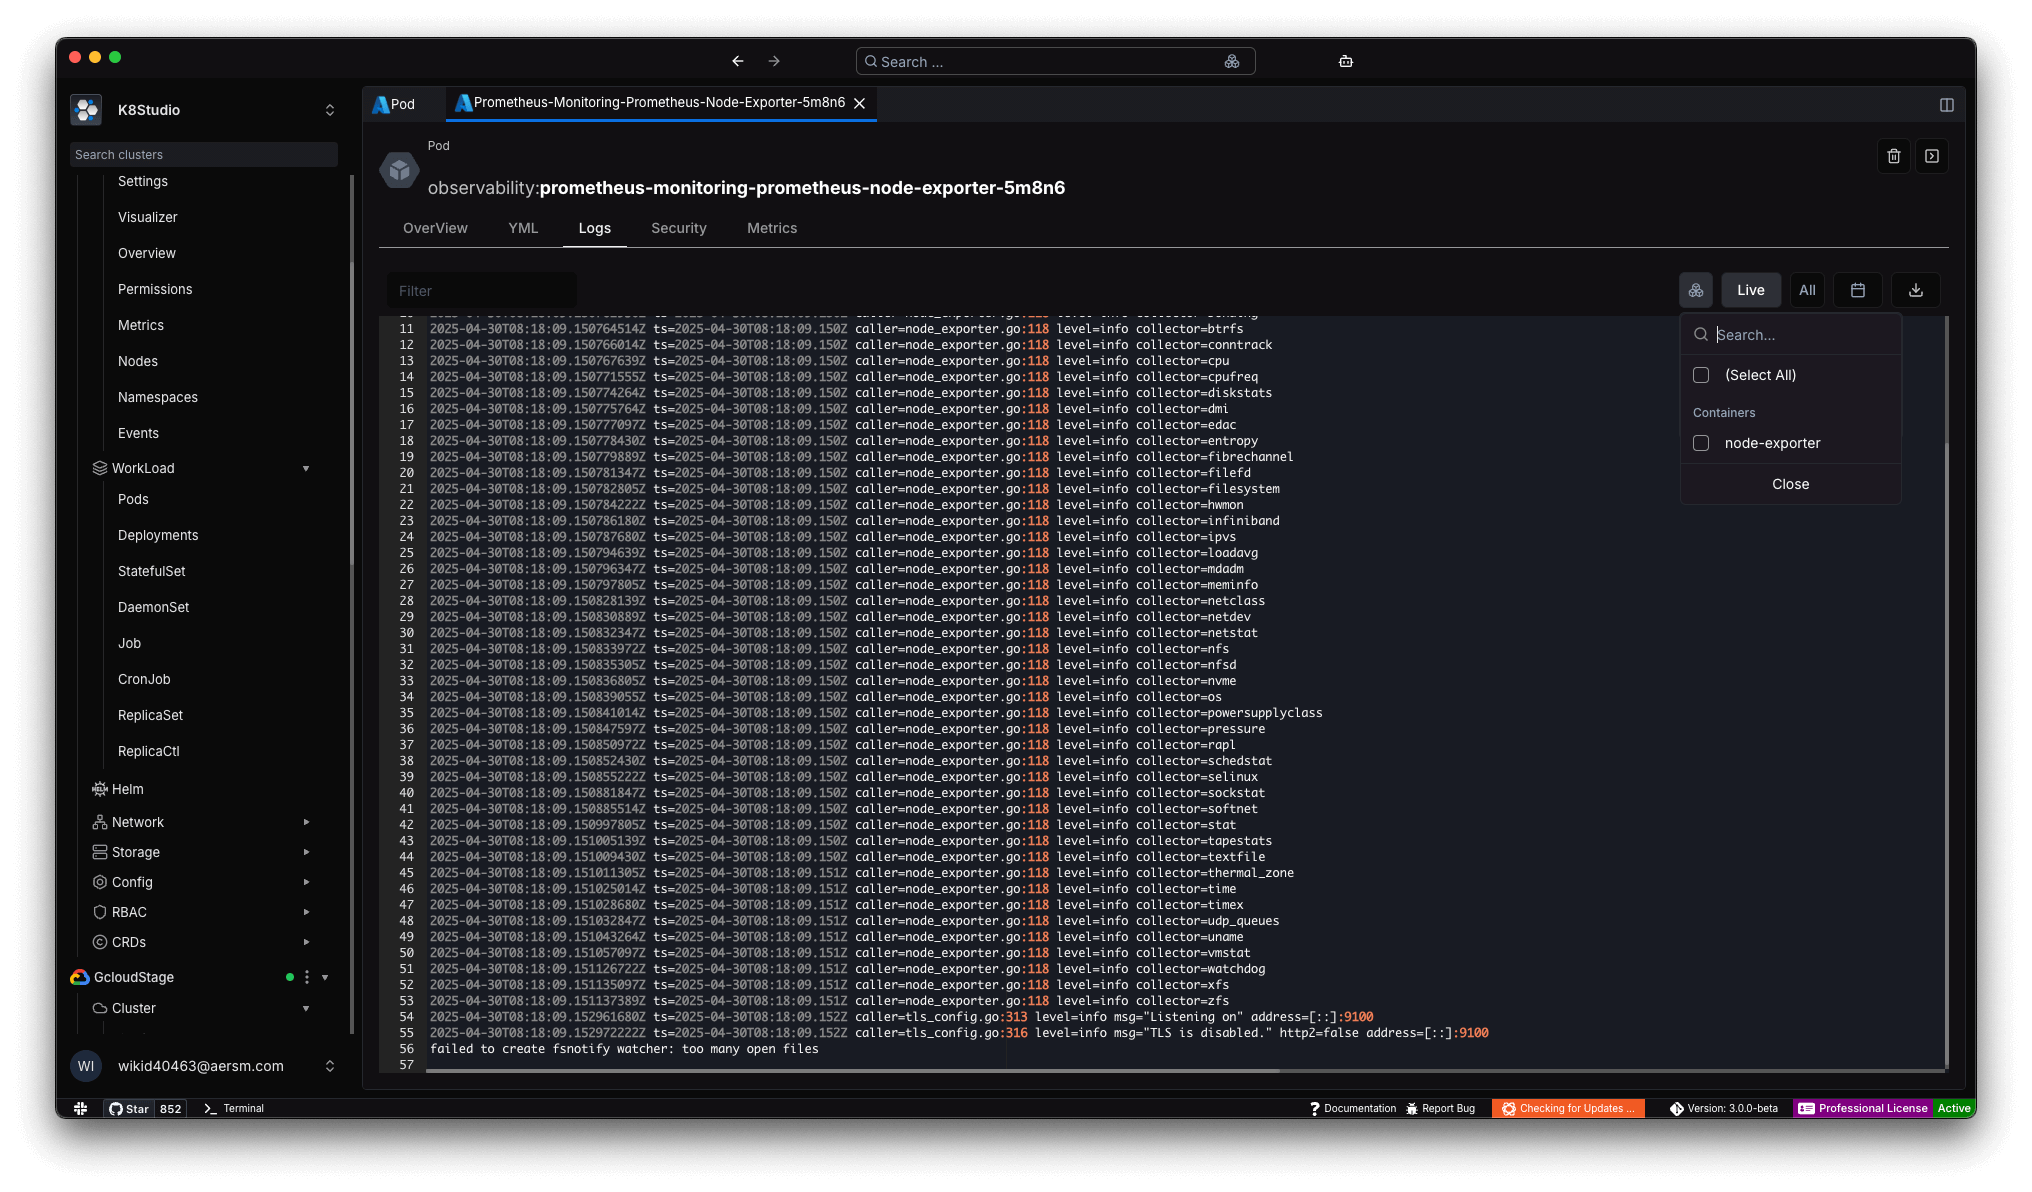 Search ...
K8Studio
Search clusters
Settings
Visualizer
Overview
Permissions
Metrics
Nodes
Namespaces
Events
WorkLoad
Pods
Deployments
StatefulSet
DaemonSet
Job
CronJob
ReplicaSet
ReplicaCtl
Helm
Network
Storage
Config
RBAC
CRDs
GcloudStage
Cluster
WI wikid40463@aersm.com
Pod Prometheus-Monitoring-Prometheus-Node-Exporter-5m8n6
Pod
observability:prometheus-monitoring-prometheus-node-exporter-5m8n6
OverView YML Logs Security Metrics
Filter Live All
11 2025-04-30T08:18:09.150764514Z ts=2025-04-30T08:18:09.150Z caller=node_exporter.go:118 level=info collector=btrfs
12 2025-04-30T08:18:09.150766014Z ts=2025-04-30T08:18:09.150Z caller=node_exporter.go:118 level=info collector=conntrack
13 2025-04-30T08:18:09.150767639Z ts=2025-04-30T08:18:09.150Z caller=node_exporter.go:118 level=info collector=cpu
14 2025-04-30T08:18:09.150771555Z ts=2025-04-30T08:18:09.150Z caller=node_exporter.go:118 level=info collector=cpufreq
15 2025-04-30T08:18:09.150774264Z ts=2025-04-30T08:18:09.150Z caller=node_exporter.go:118 level=info collector=diskstats
16 2025-04-30T08:18:09.150775764Z ts=2025-04-30T08:18:09.150Z caller=node_exporter.go:118 level=info collector=dmi
17 2025-04-30T08:18:09.150777097Z ts=2025-04-30T08:18:09.150Z caller=node_exporter.go:118 level=info collector=edac
18 2025-04-30T08:18:09.150778430Z ts=2025-04-30T08:18:09.150Z caller=node_exporter.go:118 level=info collector=entropy
19 2025-04-30T08:18:09.150779889Z ts=2025-04-30T08:18:09.150Z caller=node_exporter.go:118 level=info collector=fibrechannel
20 2025-04-30T08:18:09.150781347Z ts=2025-04-30T08:18:09.150Z caller=node_exporter.go:118 level=info collector=filefd
21 2025-04-30T08:18:09.150782805Z ts=2025-04-30T08:18:09.150Z caller=node_exporter.go:118 level=info collector=filesystem
22 2025-04-30T08:18:09.150784222Z ts=2025-04-30T08:18:09.150Z caller=node_exporter.go:118 level=info collector=hwmon
23 2025-04-30T08:18:09.150786180Z ts=2025-04-30T08:18:09.150Z caller=node_exporter.go:118 level=info collector=infiniband
24 2025-04-30T08:18:09.150787680Z ts=2025-04-30T08:18:09.150Z caller=node_exporter.go:118 level=info collector=ipvs
25 2025-04-30T08:18:09.150794639Z ts=2025-04-30T08:18:09.150Z caller=node_exporter.go:118 level=info collector=loadavg
26 2025-04-30T08:18:09.150796347Z ts=2025-04-30T08:18:09.150Z caller=node_exporter.go:118 level=info collector=mdadm
27 2025-04-30T08:18:09.150797805Z ts=2025-04-30T08:18:09.150Z caller=node_exporter.go:118 level=info collector=meminfo
28 2025-04-30T08:18:09.150828139Z ts=2025-04-30T08:18:09.150Z caller=node_exporter.go:118 level=info collector=netclass
29 2025-04-30T08:18:09.150830889Z ts=2025-04-30T08:18:09.150Z caller=node_exporter.go:118 level=info collector=netdev
30 2025-04-30T08:18:09.150832347Z ts=2025-04-30T08:18:09.150Z caller=node_exporter.go:118 level=info collector=netstat
31 2025-04-30T08:18:09.150833972Z ts=2025-04-30T08:18:09.150Z caller=node_exporter.go:118 level=info collector=nfs
32 2025-04-30T08:18:09.150835305Z ts=2025-04-30T08:18:09.150Z caller=node_exporter.go:118 level=info collector=nfsd
33 2025-04-30T08:18:09.150836805Z ts=2025-04-30T08:18:09.150Z caller=node_exporter.go:118 level=info collector=nvme
34 2025-04-30T08:18:09.150839055Z ts=2025-04-30T08:18:09.150Z caller=node_exporter.go:118 level=info collector=os
35 2025-04-30T08:18:09.150841014Z ts=2025-04-30T08:18:09.150Z caller=node_exporter.go:118 level=info collector=powersupplyclass
36 2025-04-30T08:18:09.150847597Z ts=2025-04-30T08:18:09.150Z caller=node_exporter.go:118 level=info collector=pressure
37 2025-04-30T08:18:09.150850972Z ts=2025-04-30T08:18:09.150Z caller=node_exporter.go:118 level=info collector=rapl
38 2025-04-30T08:18:09.150852430Z ts=2025-04-30T08:18:09.150Z caller=node_exporter.go:118 level=info collector=schedstat
39 2025-04-30T08:18:09.150855222Z ts=2025-04-30T08:18:09.150Z caller=node_exporter.go:118 level=info collector=selinux
40 2025-04-30T08:18:09.150881847Z ts=2025-04-30T08:18:09.150Z caller=node_exporter.go:118 level=info collector=sockstat
41 2025-04-30T08:18:09.150885514Z ts=2025-04-30T08:18:09.150Z caller=node_exporter.go:118 level=info collector=softnet
42 2025-04-30T08:18:09.150997805Z ts=2025-04-30T08:18:09.150Z caller=node_exporter.go:118 level=info collector=stat
43 2025-04-30T08:18:09.151005139Z ts=2025-04-30T08:18:09.150Z caller=node_exporter.go:118 level=info collector=tapestats
44 2025-04-30T08:18:09.151009430Z ts=2025-04-30T08:18:09.150Z caller=node_exporter.go:118 level=info collector=textfile
45 2025-04-30T08:18:09.151011305Z ts=2025-04-30T08:18:09.151Z caller=node_exporter.go:118 level=info collector=thermal_zone
46 2025-04-30T08:18:09.151025014Z ts=2025-04-30T08:18:09.151Z caller=node_exporter.go:118 level=info collector=time
47 2025-04-30T08:18:09.151028680Z ts=2025-04-30T08:18:09.151Z caller=node_exporter.go:118 level=info collector=timex
48 2025-04-30T08:18:09.151032847Z ts=2025-04-30T08:18:09.151Z caller=node_exporter.go:118 level=info collector=udp_queues
49 2025-04-30T08:18:09.151043264Z ts=2025-04-30T08:18:09.151Z caller=node_exporter.go:118 level=info collector=uname
50 2025-04-30T08:18:09.151057097Z ts=2025-04-30T08:18:09.151Z caller=node_exporter.go:118 level=info collector=vmstat
51 2025-04-30T08:18:09.151126722Z ts=2025-04-30T08:18:09.151Z caller=node_exporter.go:118 level=info collector=watchdog
52 2025-04-30T08:18:09.151135097Z ts=2025-04-30T08:18:09.151Z caller=node_exporter.go:118 level=info collector=xfs
53 2025-04-30T08:18:09.151137389Z ts=2025-04-30T08:18:09.151Z caller=node_exporter.go:118 level=info collector=zfs
54 2025-04-30T08:18:09.152961680Z ts=2025-04-30T08:18:09.152Z caller=tls_config.go:313 level=info msg="Listening on" address=[::]:9100
55 2025-04-30T08:18:09.152972222Z ts=2025-04-30T08:18:09.152Z caller=tls_config.go:316 level=info msg="TLS is disabled." http2=false address=[::]:9100
56 failed to create fsnotify watcher: too many open files
57
Search...
(Select All)
Containers
node-exporter
Close
Star 852 Terminal Documentation Report Bug Checking for Updates ... Version: 3.0.0-beta Professional License Active